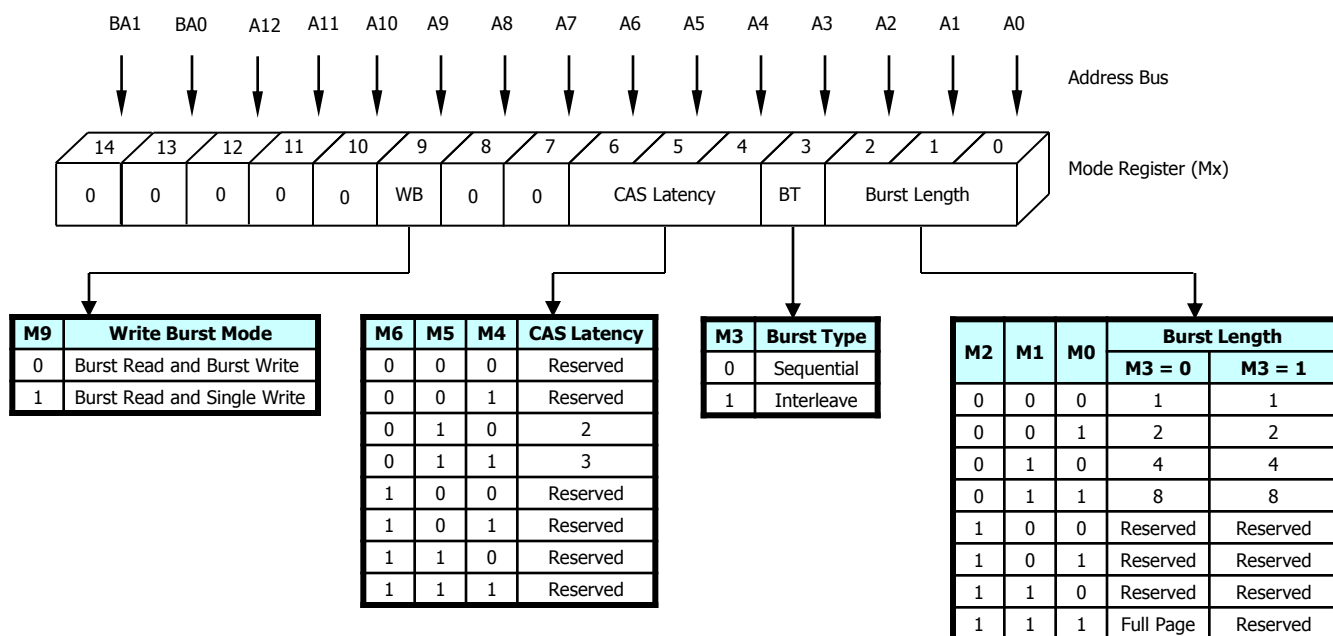 BA1 BA0 A12 A11 A10 A9 A8 A7 A6 A5 A4 A3 A2 A1 A0
Address Bus
14 13 12 11 10 9 8 7 6 5 4 3 2 1 0
Mode Register (Mx)
0 0 0 0 0 WB 0 0 CAS Latency BT Burst Length
M9 Write Burst Mode
0 Burst Read and Burst Write
1 Burst Read and Single Write
M6 M5 M4 CAS Latency
0 0 0 Reserved
0 0 1 Reserved
0 1 0 2
0 1 1 3
1 0 0 Reserved
1 0 1 Reserved
1 1 0 Reserved
1 1 1 Reserved
M3 Burst Type
0 Sequential
1 Interleave
M2 M1 M0 Burst Length
M3 = 0 M3 = 1
0 0 0 1 1
0 0 1 2 2
0 1 0 4 4
0 1 1 8 8
1 0 0 Reserved Reserved
1 0 1 Reserved Reserved
1 1 0 Reserved Reserved
1 1 1 Full Page Reserved